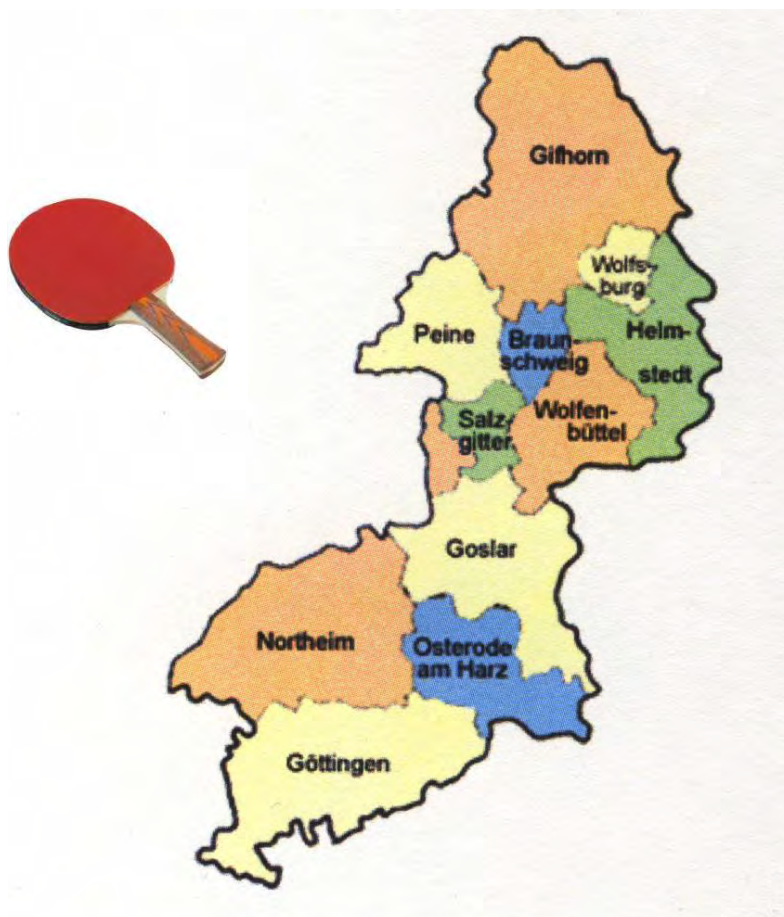 Gifhorn
Wolfs-
burg
Peine
Braun-
schweig
Helm-
stedt
Salz-
gitter
Wolfen-
büttel
Goslar
Northeim
Osterode
am Harz
Göttingen